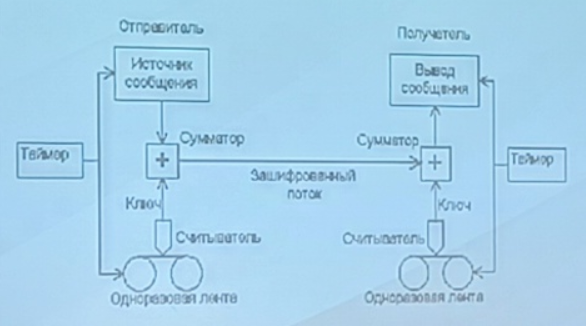 Отправитель
Получатель
Источник
сообщения
Вывод
сообщения
Сумматор
Сумматор
Таймер
Таймер
Зашифрованный
поток
Ключ
Ключ
Считыватель
Считыватель
Одноразовая лента
Одноразовая лента